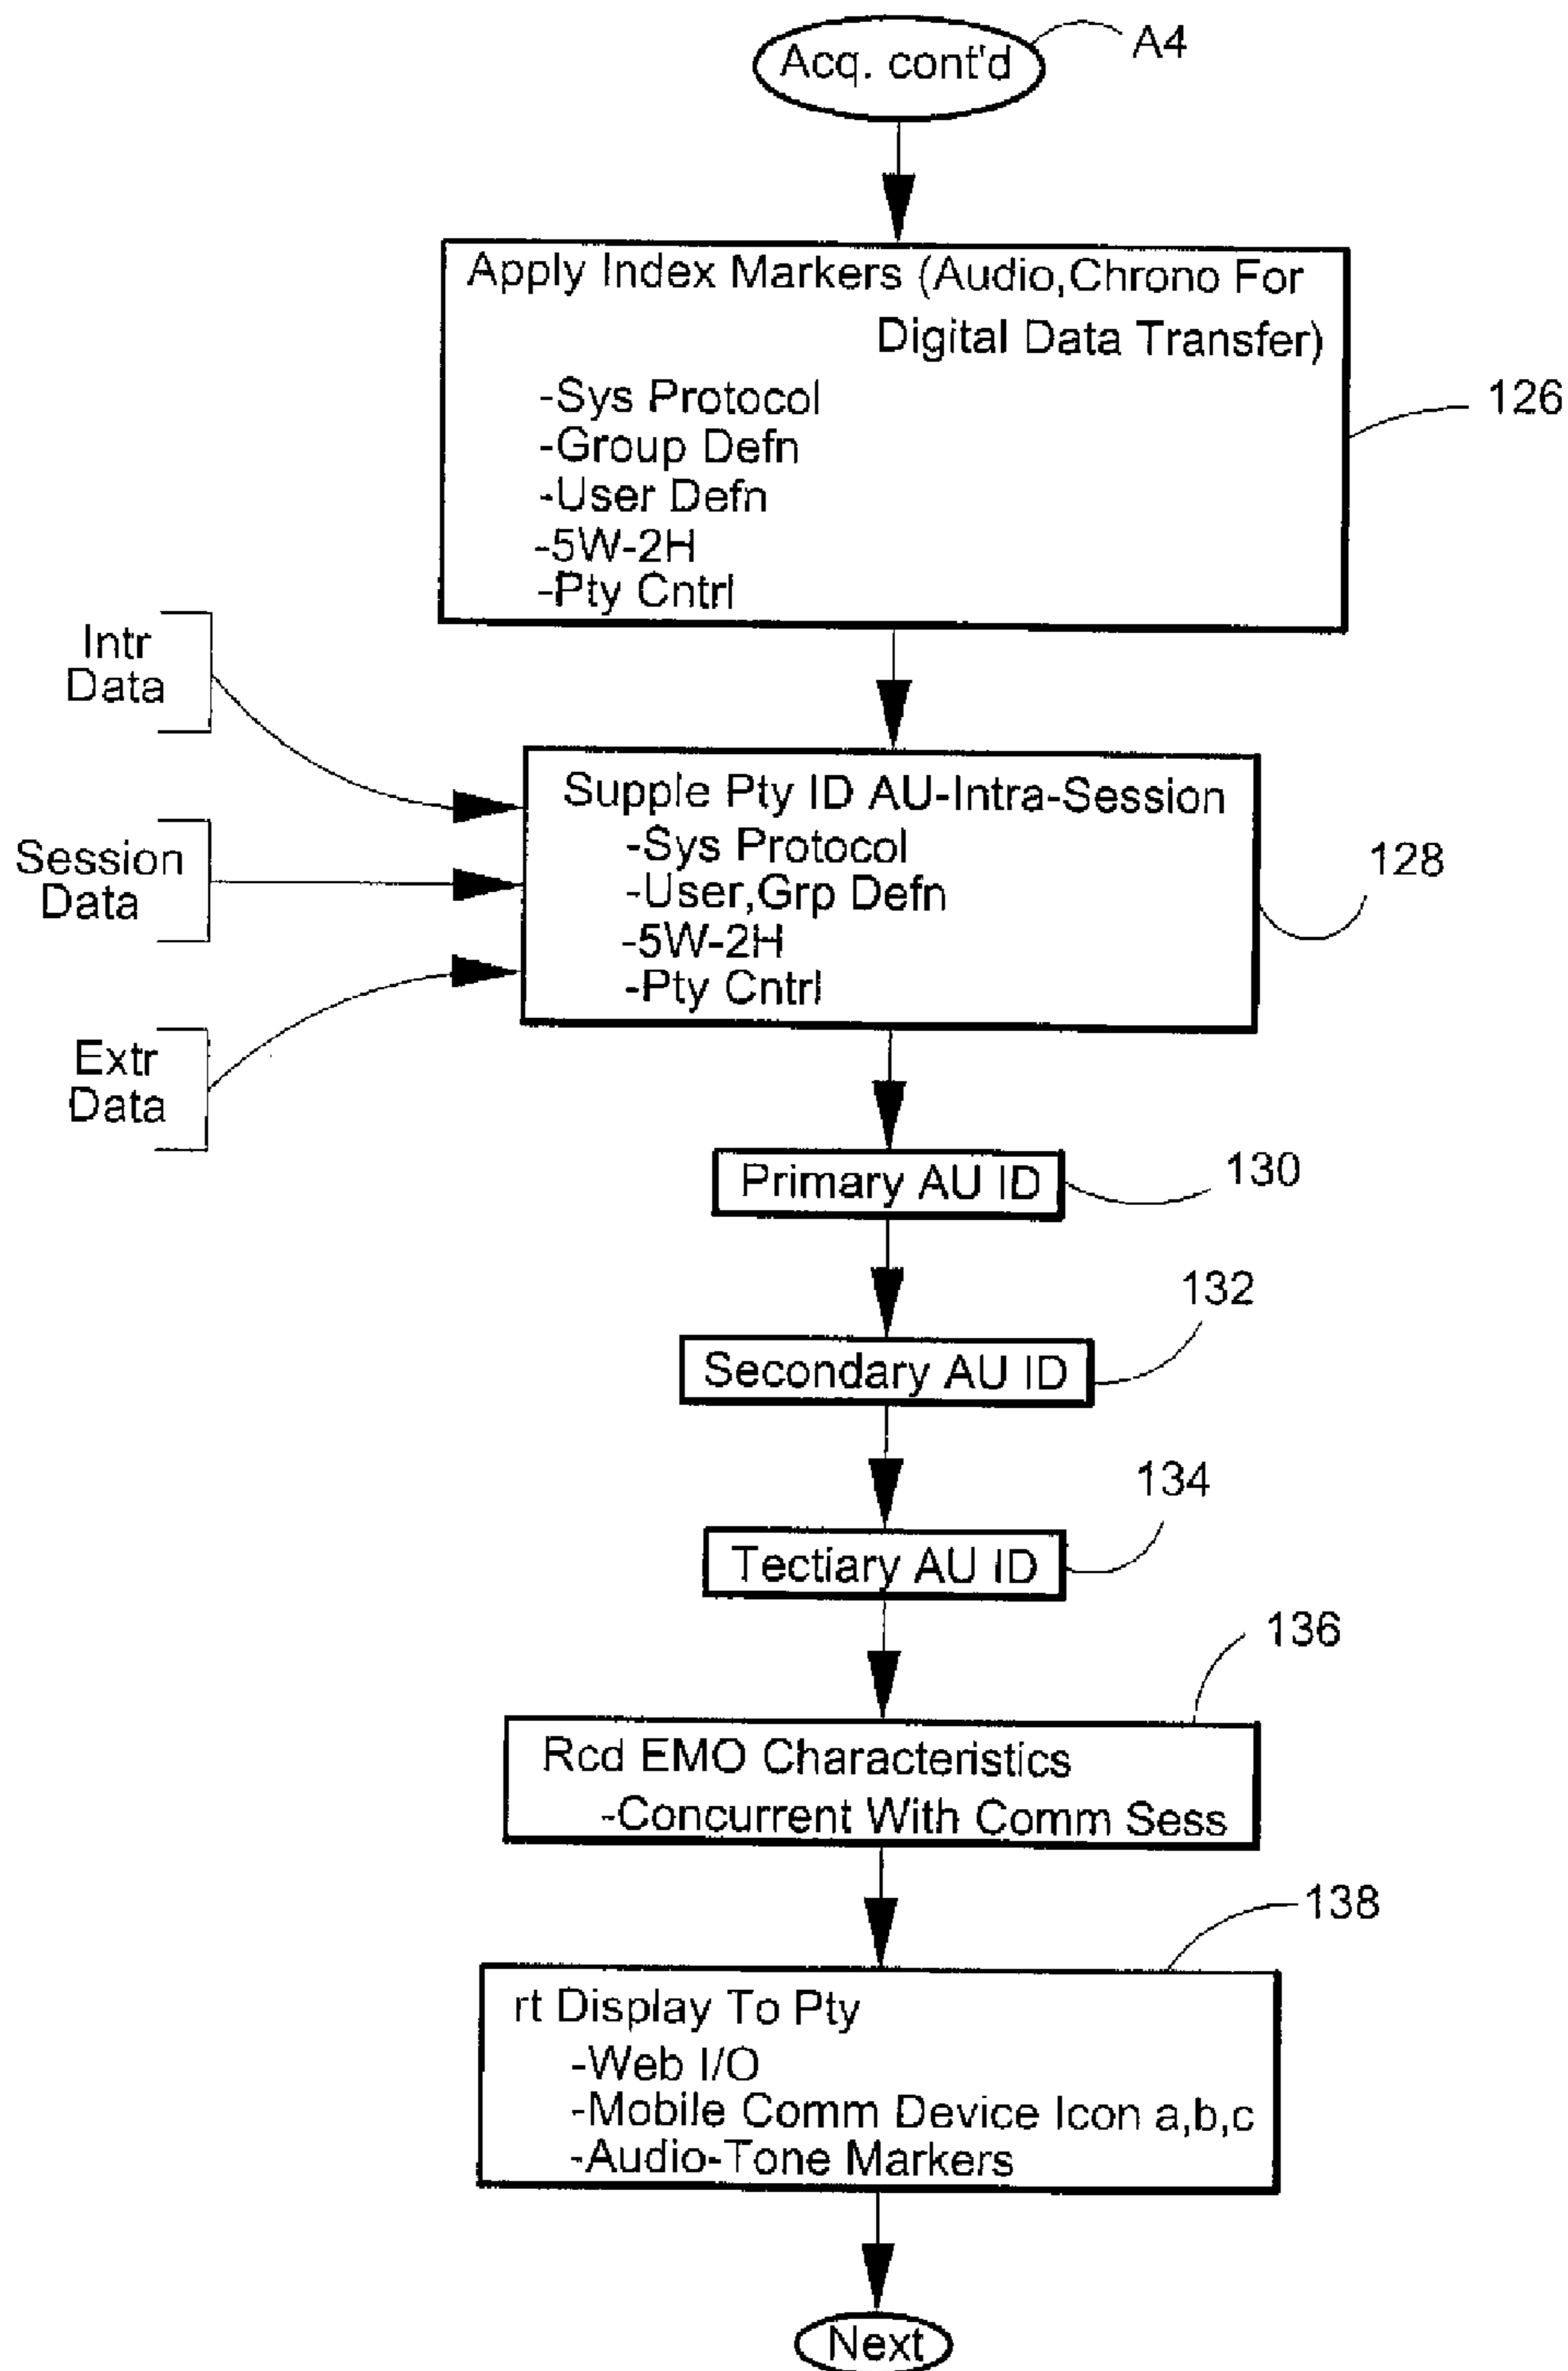 Acq. cont'd
A4
Apply Index Markers (Audio,Chrono For
Digital Data Transfer)
-Sys Protocol
-Group Defn
-User Defn
-5W-2H
-Pty Cntrl
126
Intr
Data
Session
Data
Extr
Data
Supple Pty ID AU-Intra-Session
-Sys Protocol
-User,Grp Defn
-5W-2H
-Pty Cntrl
128
Primary AU ID
130
Secondary AU ID
132
Tectiary AU ID
134
Rcd EMO Characteristics
-Concurrent With Comm Sess
136
rt Display To Pty
-Web I/O
-Mobile Comm Device Icon a,b,c
-Audio-Tone Markers
138
Next